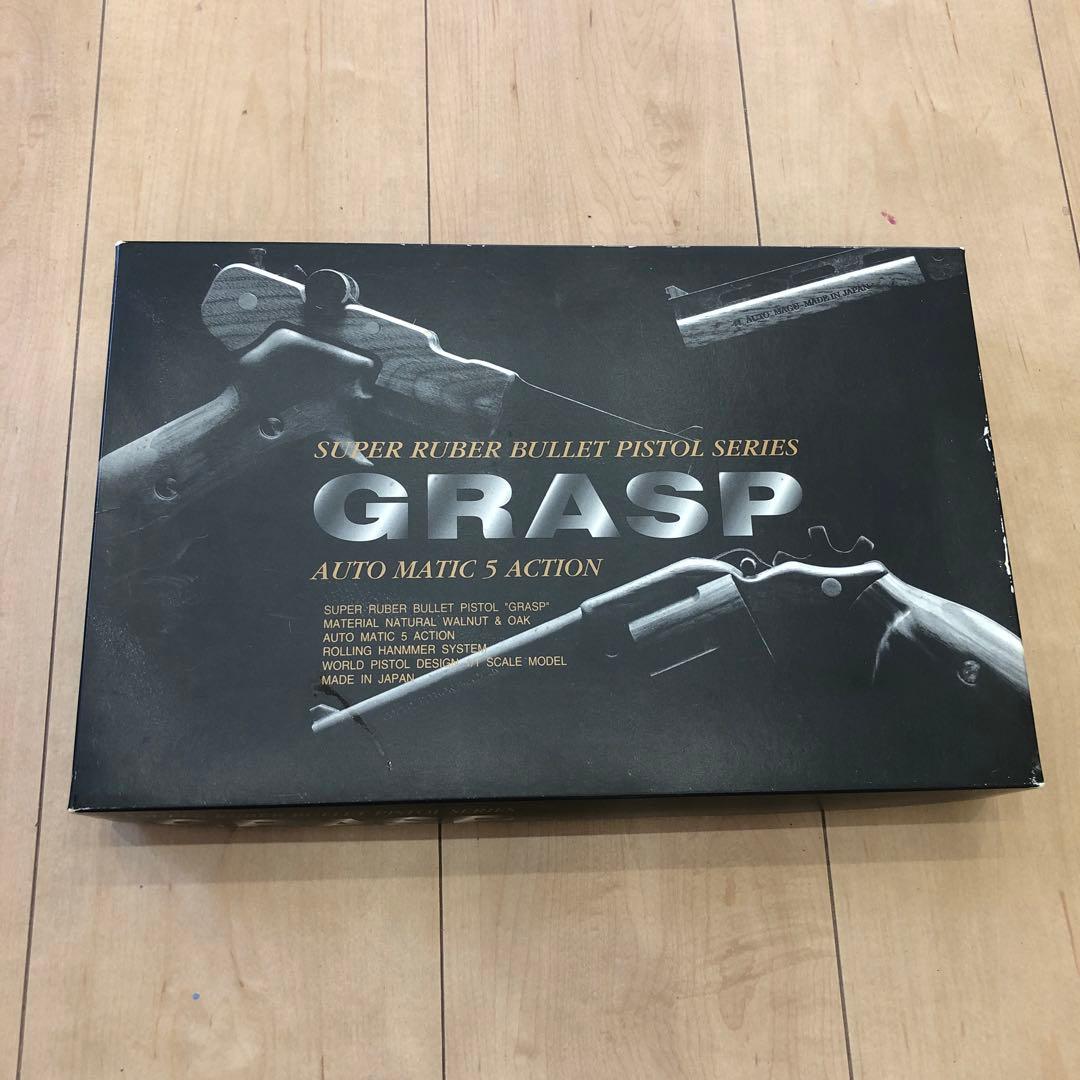 44 AUTO MAGU-MADE IN JAPAN
SUPER RUBER BULLET PISTOL SERIES
GRASP
AUTO MATIC 5 ACTION
SUPER RUBER BULLET PISTOL "GRASP"
MATERIAL NATURAL WALNUT & OAK
AUTO MATIC 5 ACTION
ROLLING HANMMER SYSTEM
WORLD PISTOL DESIGN 1/1 SCALE MODEL
MADE IN JAPAN